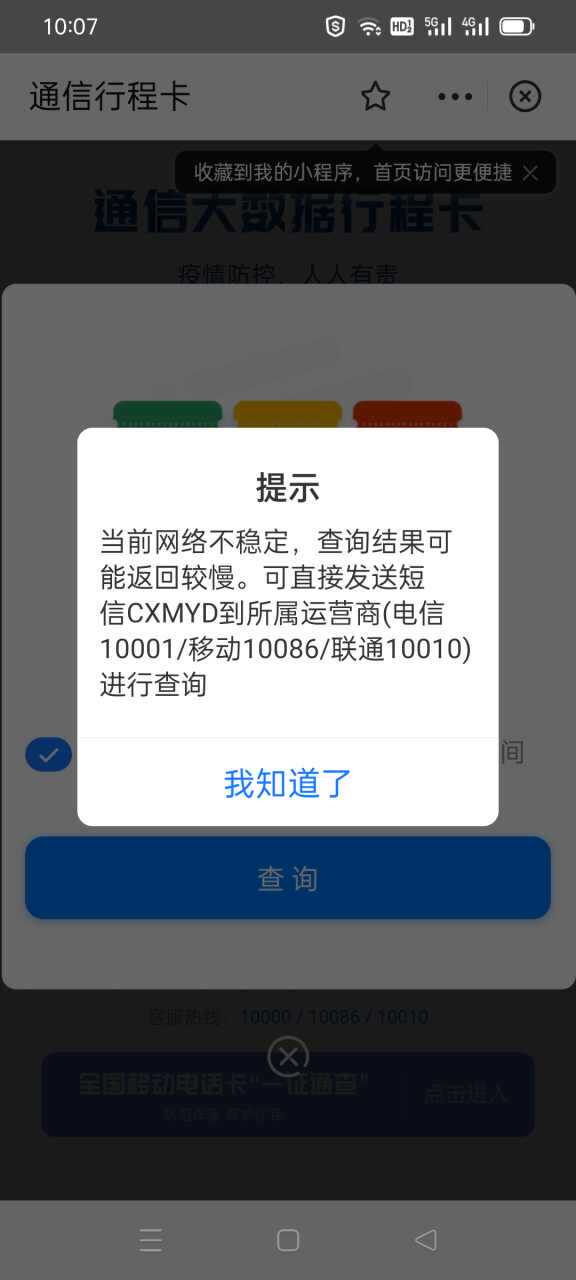 10:07
HD
5G
4G
通信行程卡
收藏到我的小程序，首页访问更便捷
通信大数据行程卡
疫情防控，人人有责
提示
当前网络不稳定，查询结果可
能返回较慢。可直接发送短
信CXMYD到所属运营商(电信
10001/移动10086/联通10010)
进行查询
间
我知道了
查询
客服热线：10000 / 10086 / 10010
全国移动电话卡“一证通查”
点击进入